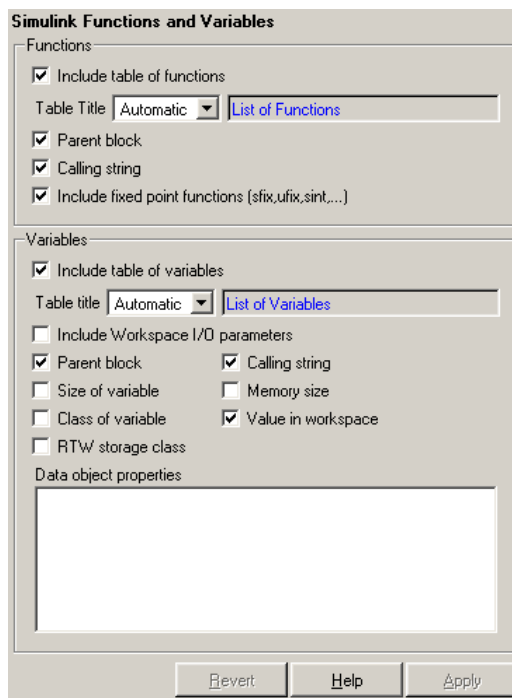 Simulink Functions and Variables
Functions
Include table of functions
Table Title Automatic List of Functions
Parent block
Calling string
Include fixed point functions (sfix,ufix,sint,...)
Variables
Include table of variables
Table title Automatic List of Variables
Include Workspace I/O parameters
Parent block Calling string
Size of variable Memory size
Class of variable Value in workspace
RTW storage class
Data object properties
Revert Help Apply